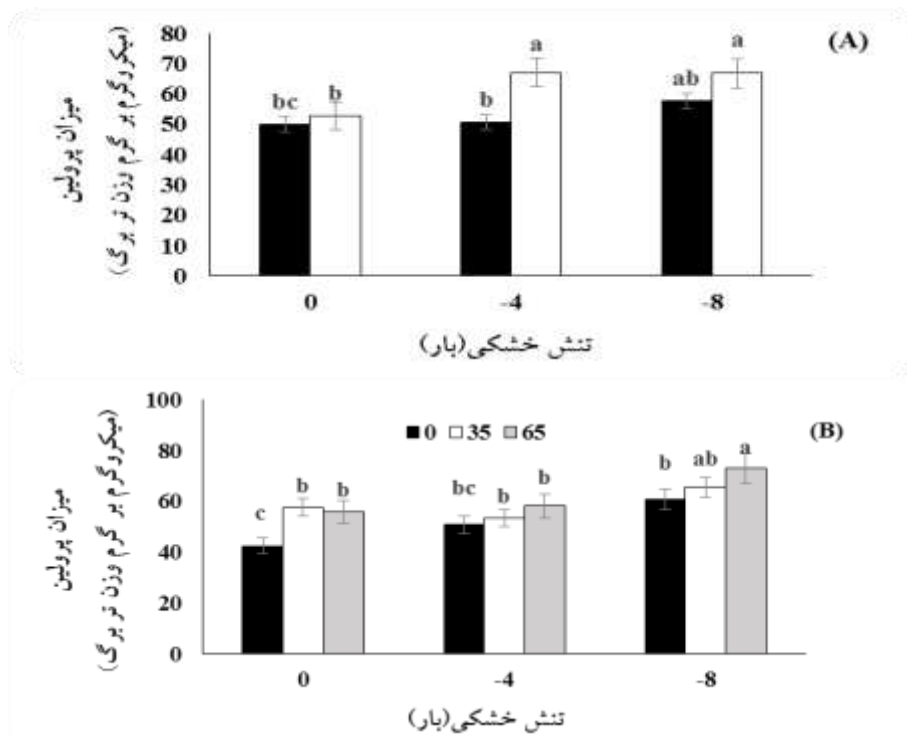 (A)
میزان پرولین
(میکروگرم بر گرم وزن تر برگ)
80
70
60
50
40
30
20
10
0
bc
b
b
a
ab
a
0
-4
-8
تنش خشکی(بار)
(B)
میزان پرولین
(میکروگرم بر گرم وزن تر برگ)
100
80
60
40
20
0
0 35 65
c
b
b
bc
b
b
b
ab
a
0
-4
-8
تنش خشکی(بار)